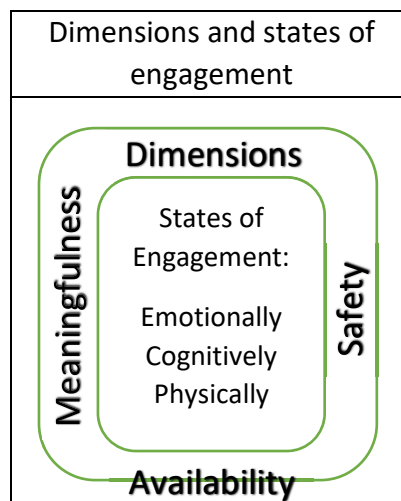 Dimensions and states of
engagement
Dimensions
Meaningfulness
States of
Engagement:
Emotionally
Cognitively
Physically
Safety
Availability